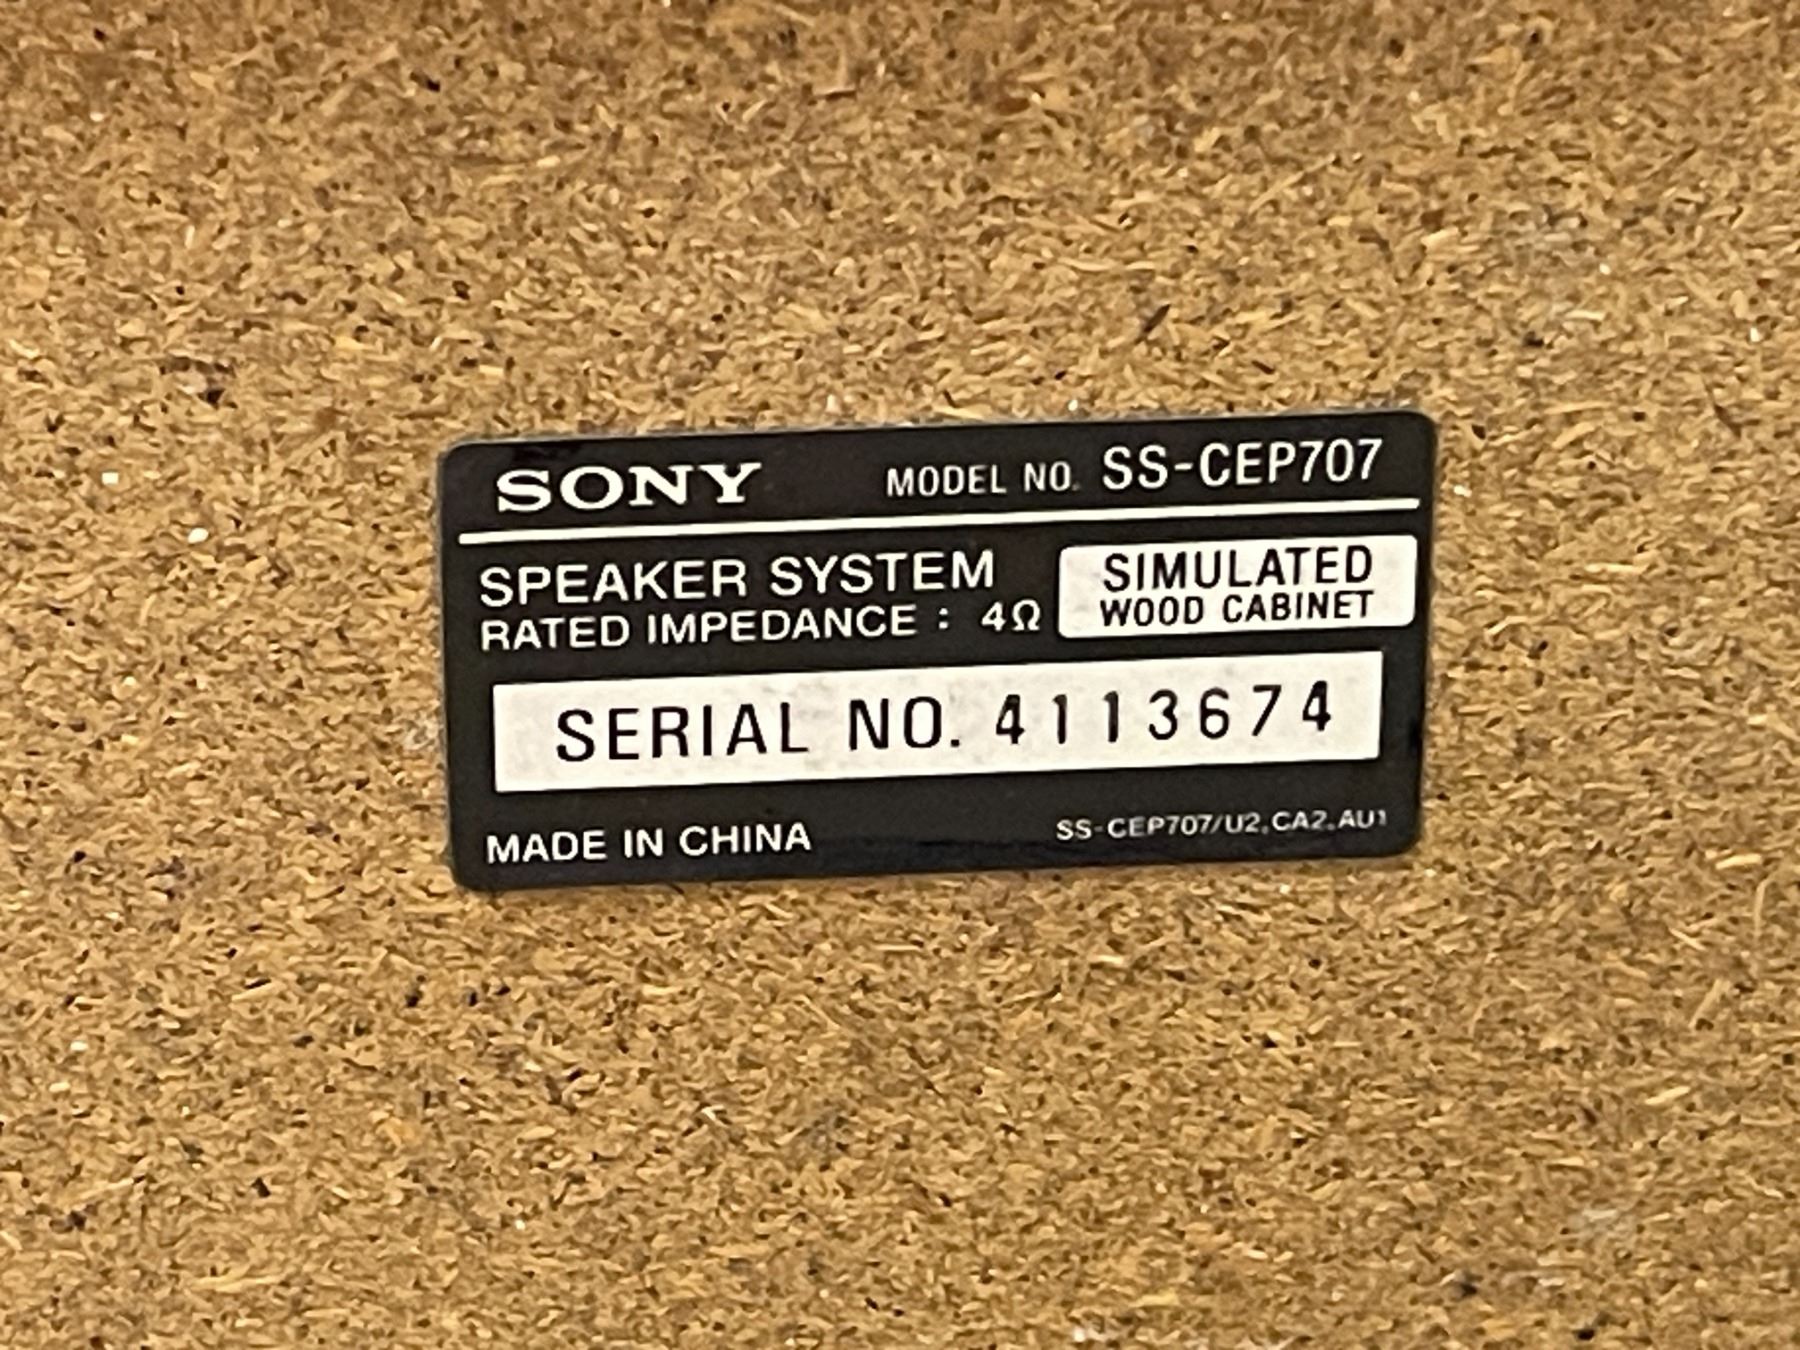 SONY MODEL NO. SS-CEP707
SPEAKER SYSTEM
RATED IMPEDANCE : 4Ω
SIMULATED
WOOD CABINET
SERIAL NO. 4113674
MADE IN CHINA
SS-CEP707/U2,CA2,AU1